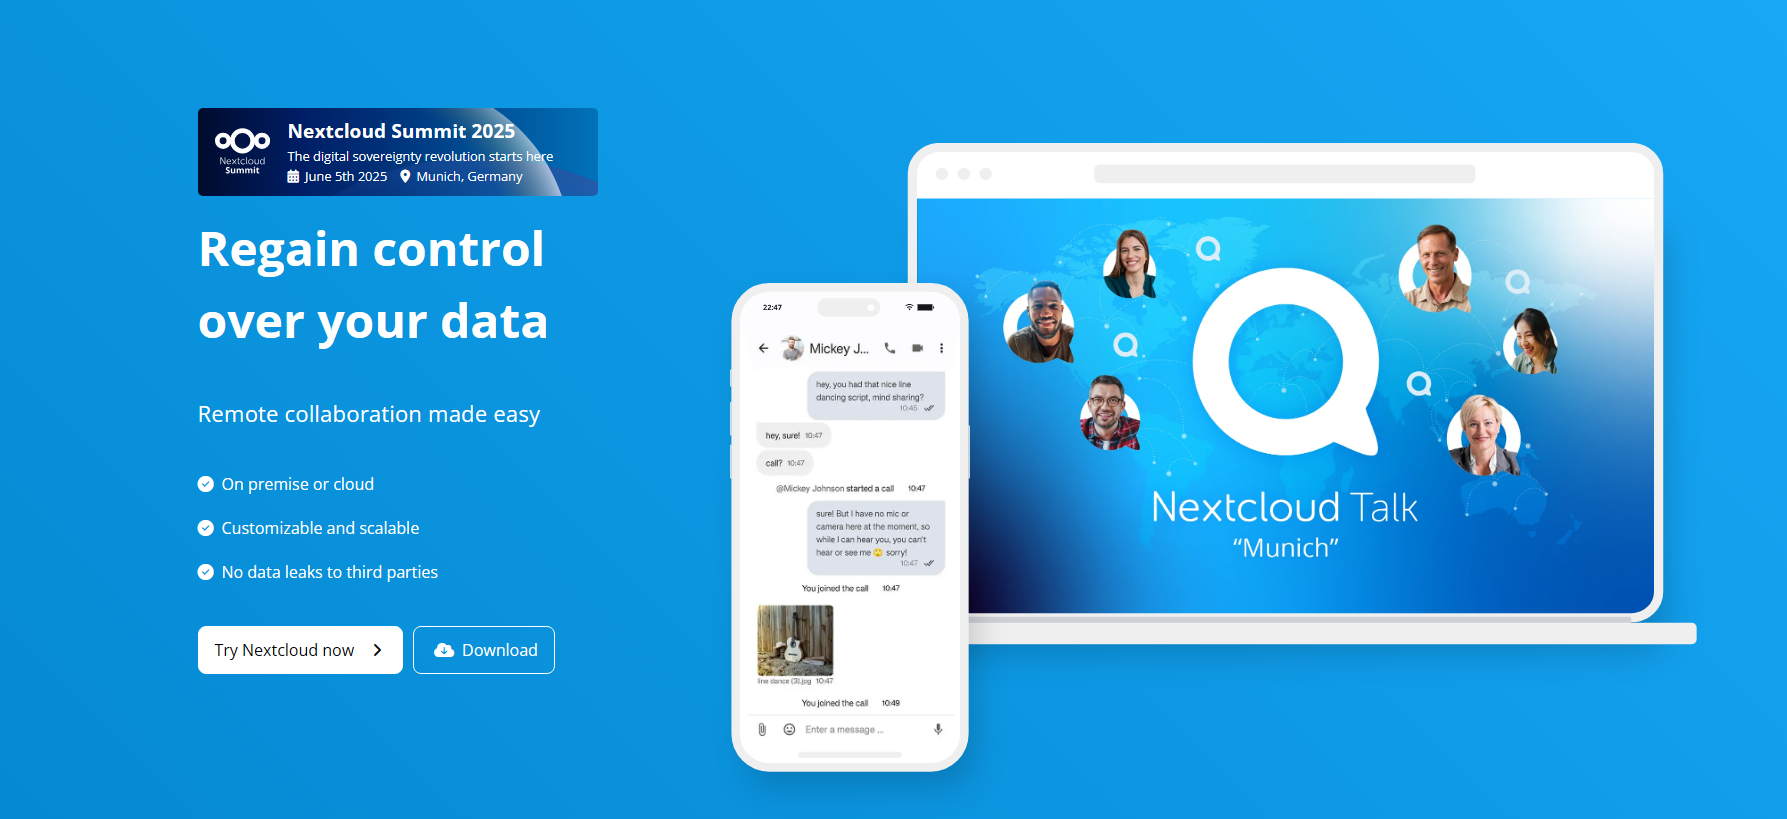 Nextcloud
Summit
Nextcloud Summit 2025
The digital sovereignty revolution starts here
June 5th 2025 Munich, Germany
Regain control
over your data
Remote collaboration made easy
On premise or cloud
Customizable and scalable
No data leaks to third parties
Try Nextcloud now
Download
22:47
Mickey J...
hey, you had that nice line
dancing script, mind sharing?
10:45
hey, sure! 10:47
call? 10:47
@Mickey Johnson started a call 10:47
sure! But I have no mic or
camera here at the moment, so
while I can hear you, you can't
hear or see me 🙄 sorry!
10:47
You joined the call 10:47
line dance (3).jpg 10:47
You joined the call 10:49
Enter a message ...
Nextcloud Talk
“Munich”